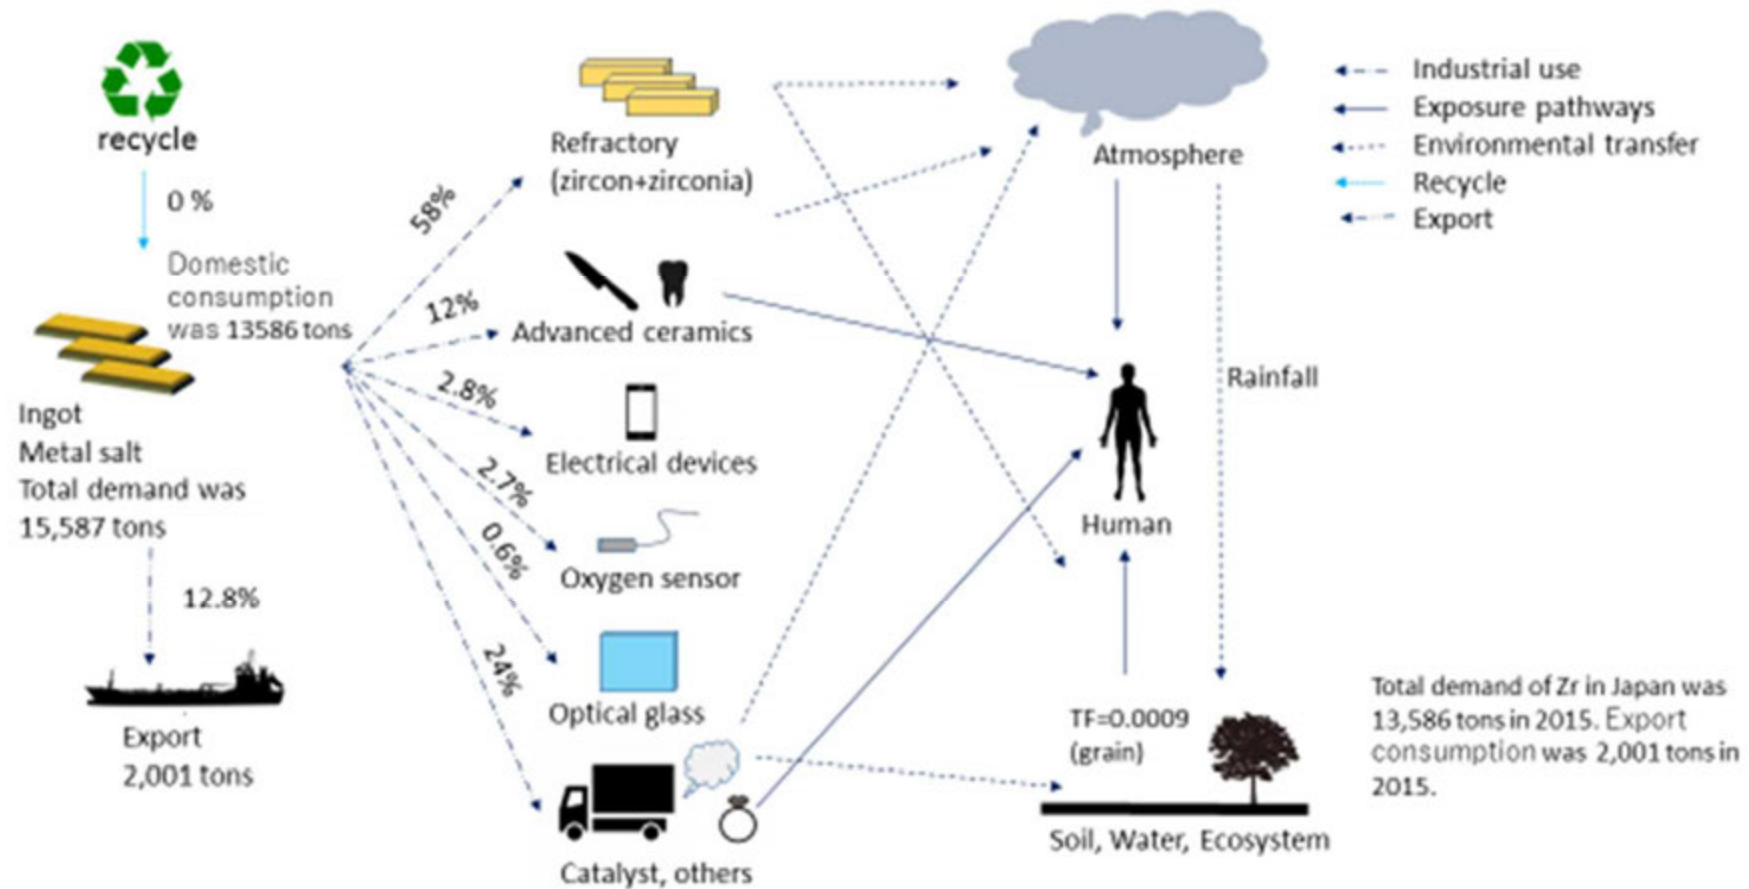 recycle
0 %
Domestic
consumption
was 13586 tons
Ingot
Metal salt
Total demand was
15,587 tons
12.8%
Export
2,001 tons
58%
12%
2.8%
2.7%
0.6%
24%
Refractory
(zircon+zirconia)
Advanced ceramics
Electrical devices
Oxygen sensor
Optical glass
Catalyst, others
Atmosphere
Rainfall
Human
TF=0.0009
(grain)
Soil, Water, Ecosystem
Industrial use
Exposure pathways
Environmental transfer
Recycle
Export
Total demand of Zr in Japan was
13,586 tons in 2015. Export
consumption was 2,001 tons in
2015.